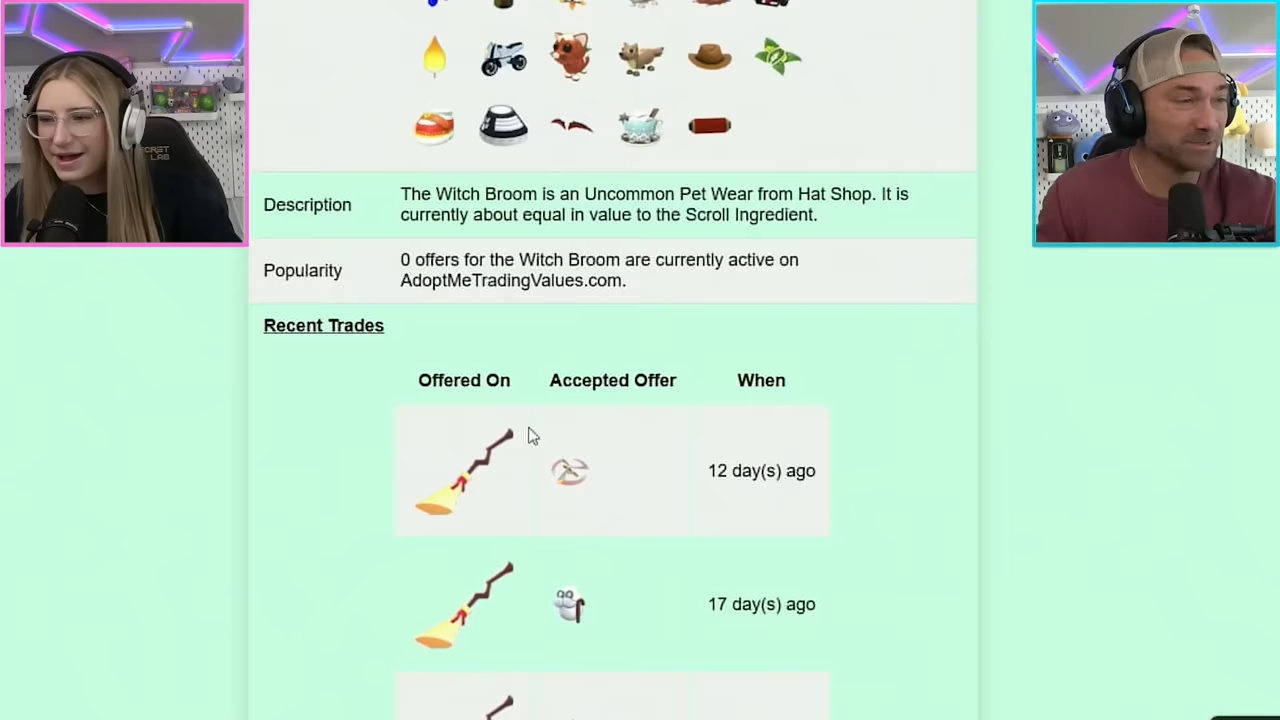 SECRET
LAB
Description
The Witch Broom is an Uncommon Pet Wear from Hat Shop. It is
currently about equal in value to the Scroll Ingredient.
Popularity
0 offers for the Witch Broom are currently active on
AdoptMeTradingValues.com.
Recent Trades
Offered On Accepted Offer When
12 day(s) ago
17 day(s) ago